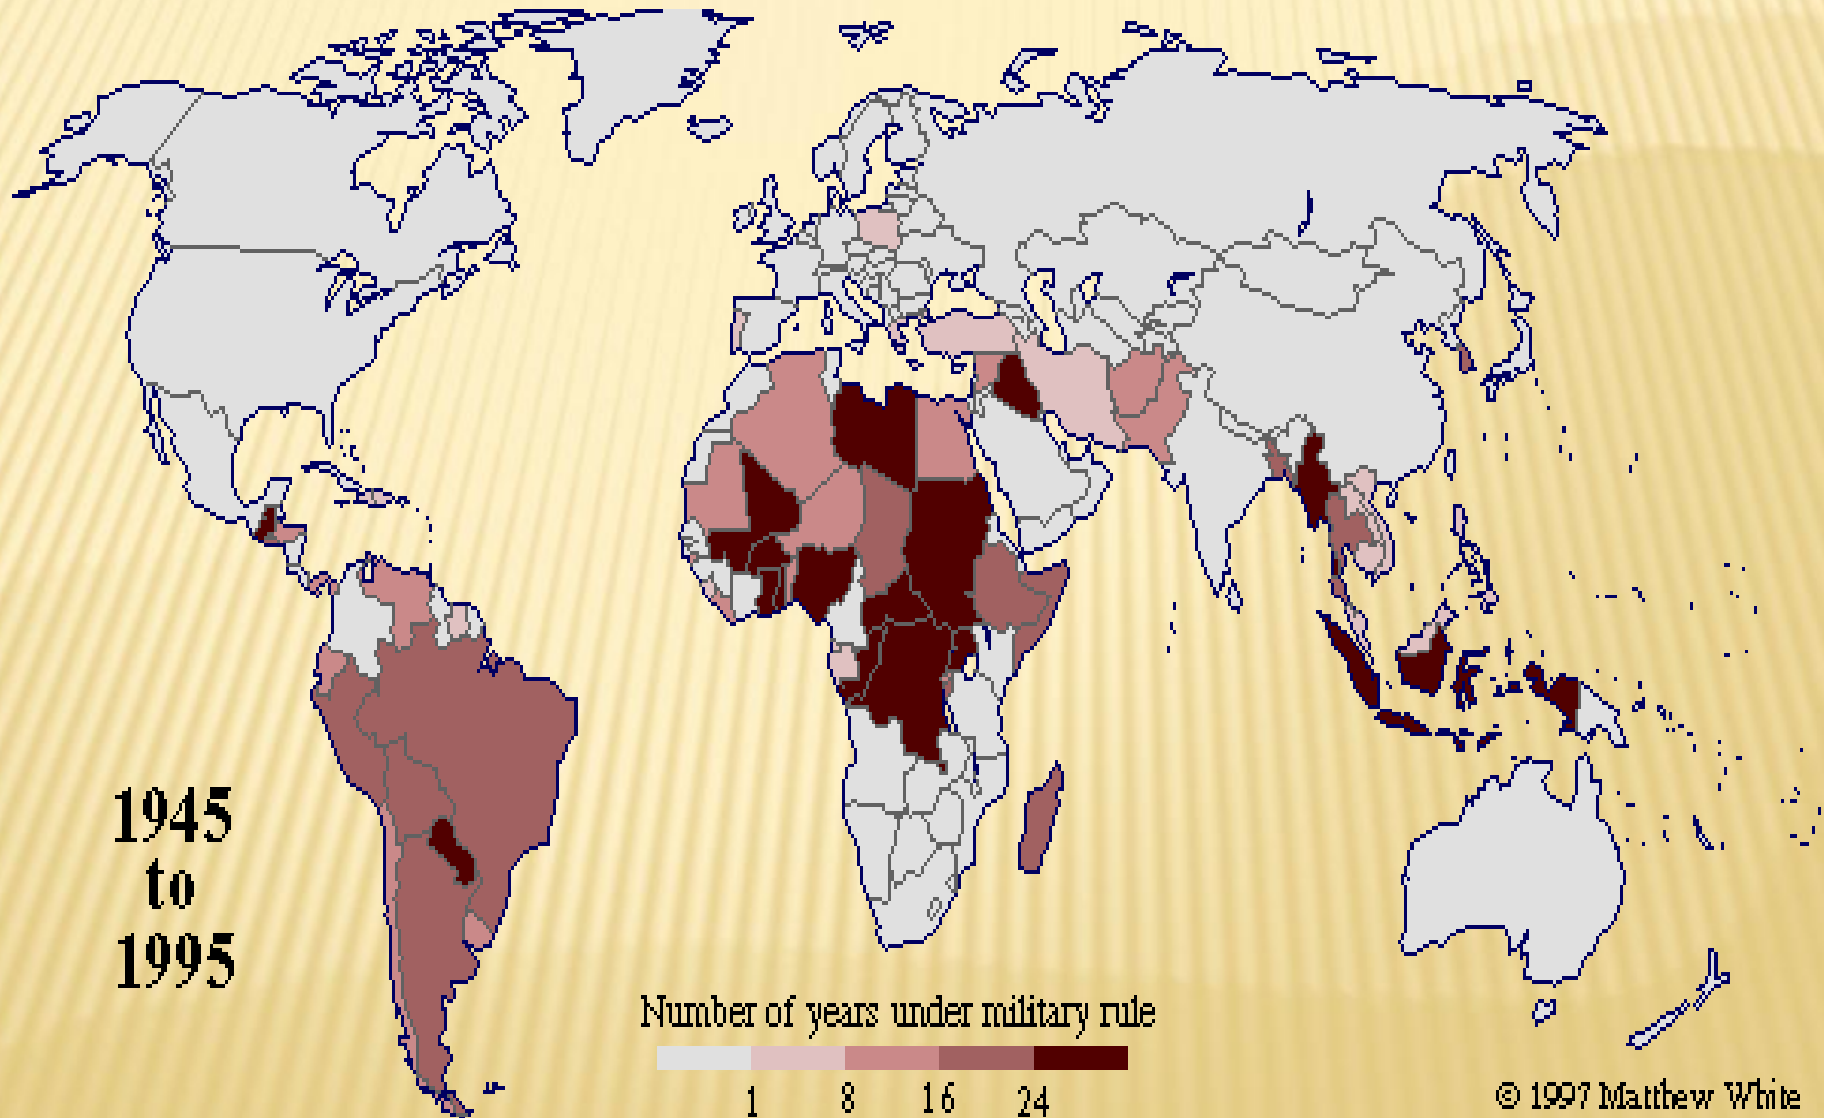 1945
to
1995
Number of years under military rule
1 8 16 24
© 1997 Matthew White